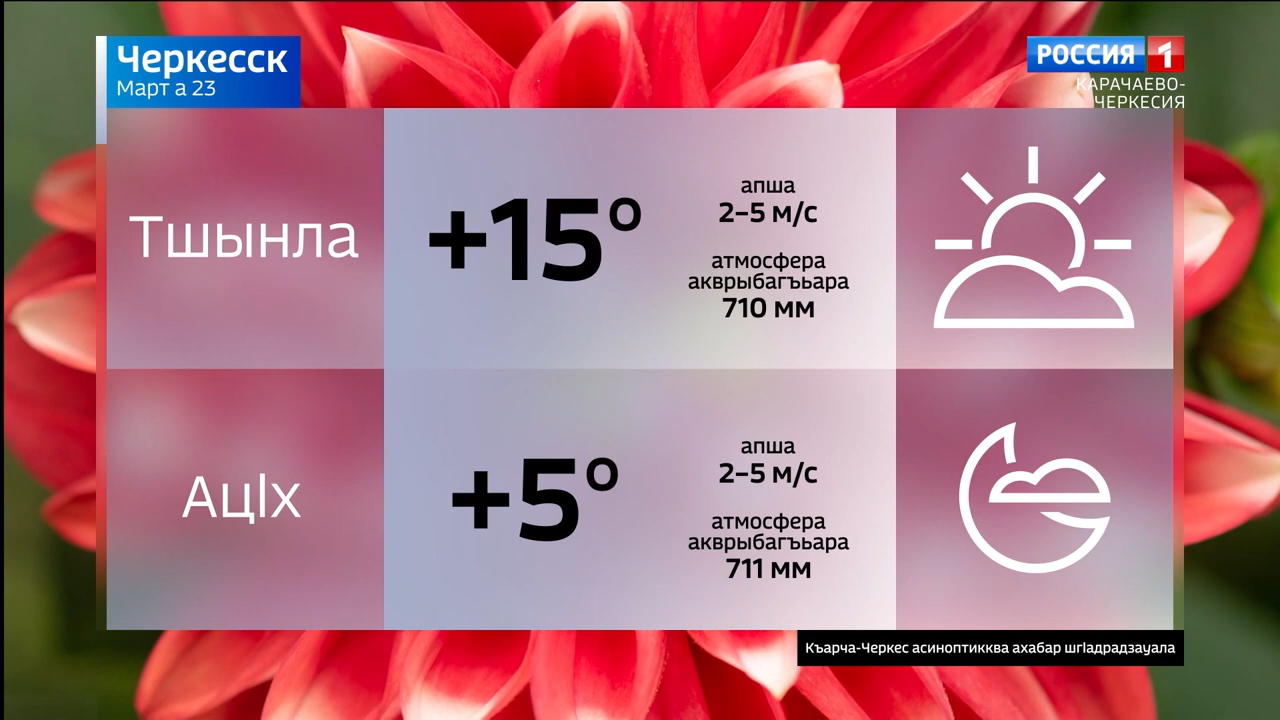 Черкесск
Март а 23
РОССИЯ 1
КАРАЧАЕВО-
ЧЕРКЕСИЯ
Тшынла
+15°
апша
2–5 м/с
атмосфера
акврыбагъьара
710 мм
Ацӏх
+5°
апша
2–5 м/с
атмосфера
акврыбагъьара
711 мм
Къарча-Черкес асиноптикква ахабар шгӏадрадзауала